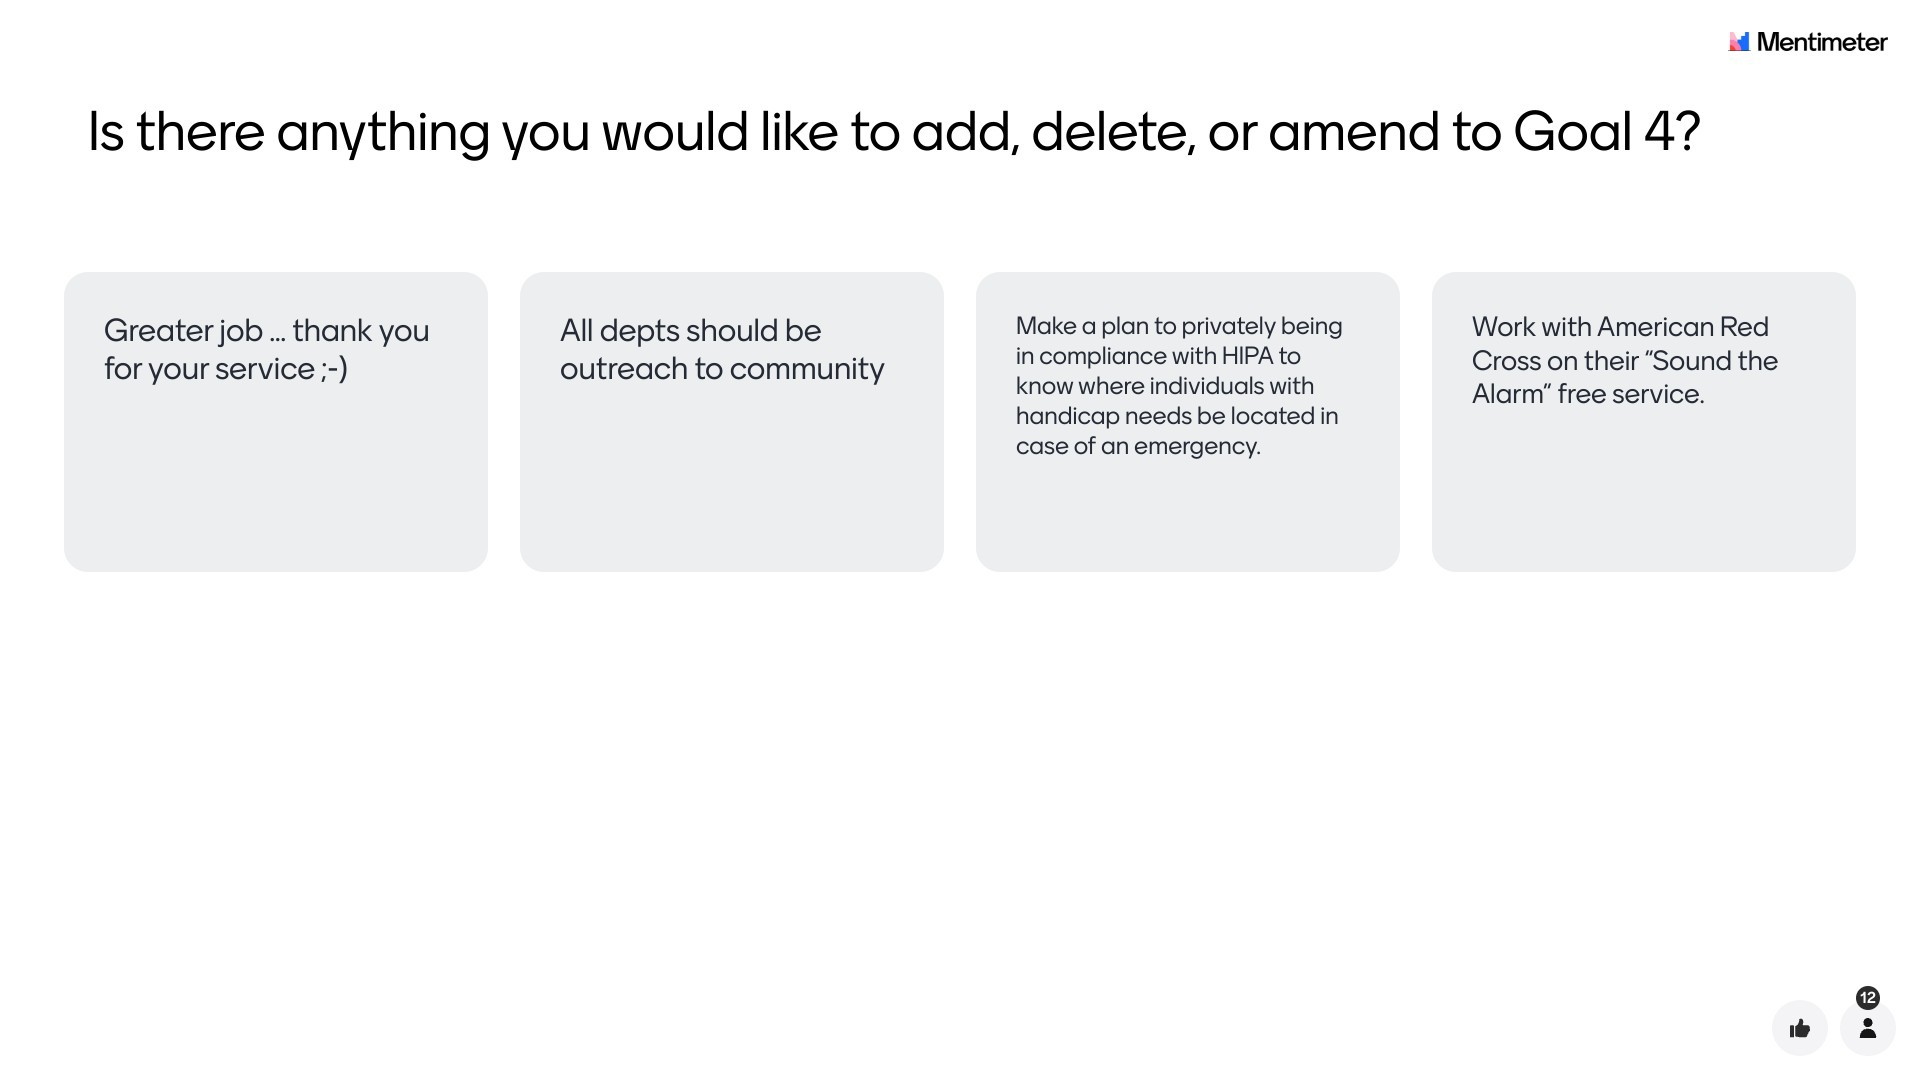 Mentimeter
Is there anything you would like to add, delete, or amend to Goal 4?
Greater job ... thank you
for your service ;-)
All depts should be
outreach to community
Make a plan to privately being
in compliance with HIPA to
know where individuals with
handicap needs be located in
case of an emergency.
Work with American Red
Cross on their “Sound the
Alarm” free service.
12